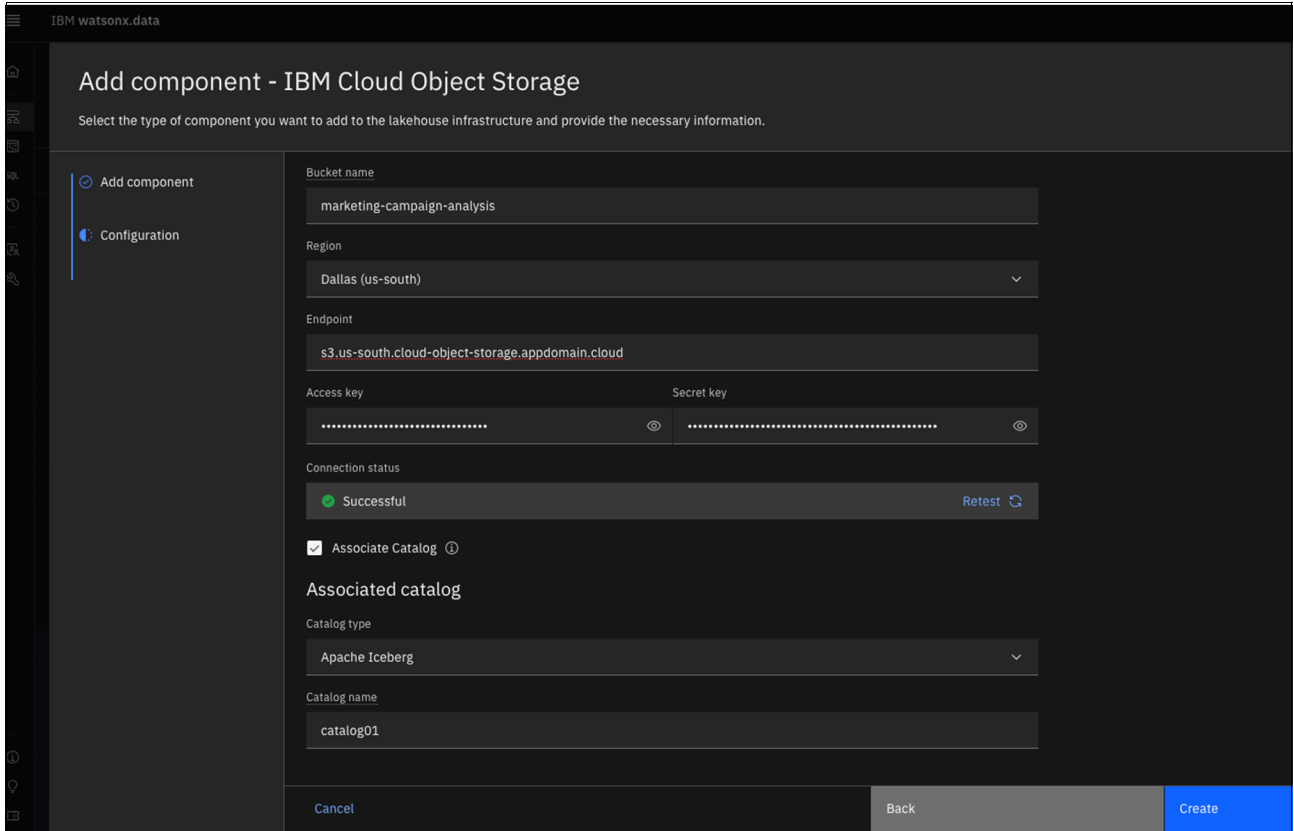 IBM watsonx.data
Add component - IBM Cloud Object Storage
Select the type of component you want to add to the lakehouse infrastructure and provide the necessary information.
Add component
Configuration
Bucket name
marketing-campaign-analysis
Region
Dallas (us-south)
Endpoint
s3.us-south.cloud-object-storage.appdomain.cloud
Access key Secret key
•••••••••••••••••••••••••••••••• ••••••••••••••••••••••••••••••••••••••••••••••••
Connection status
Successful Retest
Associate Catalog
Associated catalog
Catalog type
Apache Iceberg
Catalog name
catalog01
Cancel Back Create
SQL